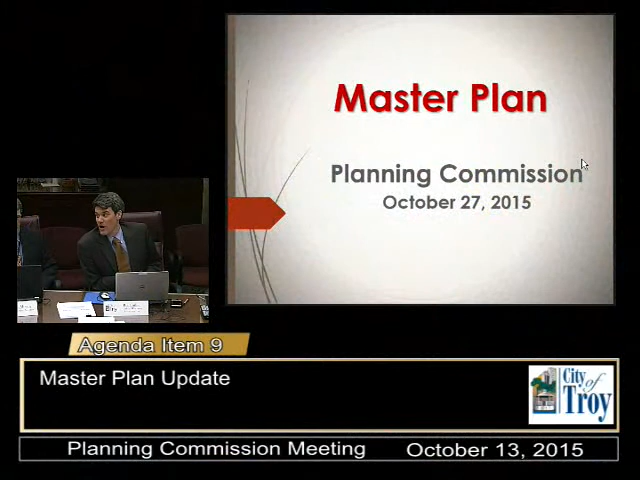 Master Plan
Planning Commission
October 27, 2015
Agenda Item 9
Master Plan Update
City
of
Troy
Planning Commission Meeting
October 13, 2015